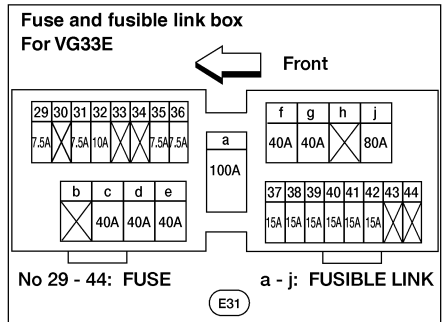 Fuse and fusible link box
For VG33E
Front
29 30 31 32 33 34 35 36
7.5A 7.5A 10A 7.5A 7.5A
a
100A
f g h j
40A 40A 80A
b c d e
40A 40A 40A
37 38 39 40 41 42 43 44
15A 15A 15A 15A 15A 15A
No 29 - 44: FUSE
a - j: FUSIBLE LINK
E31